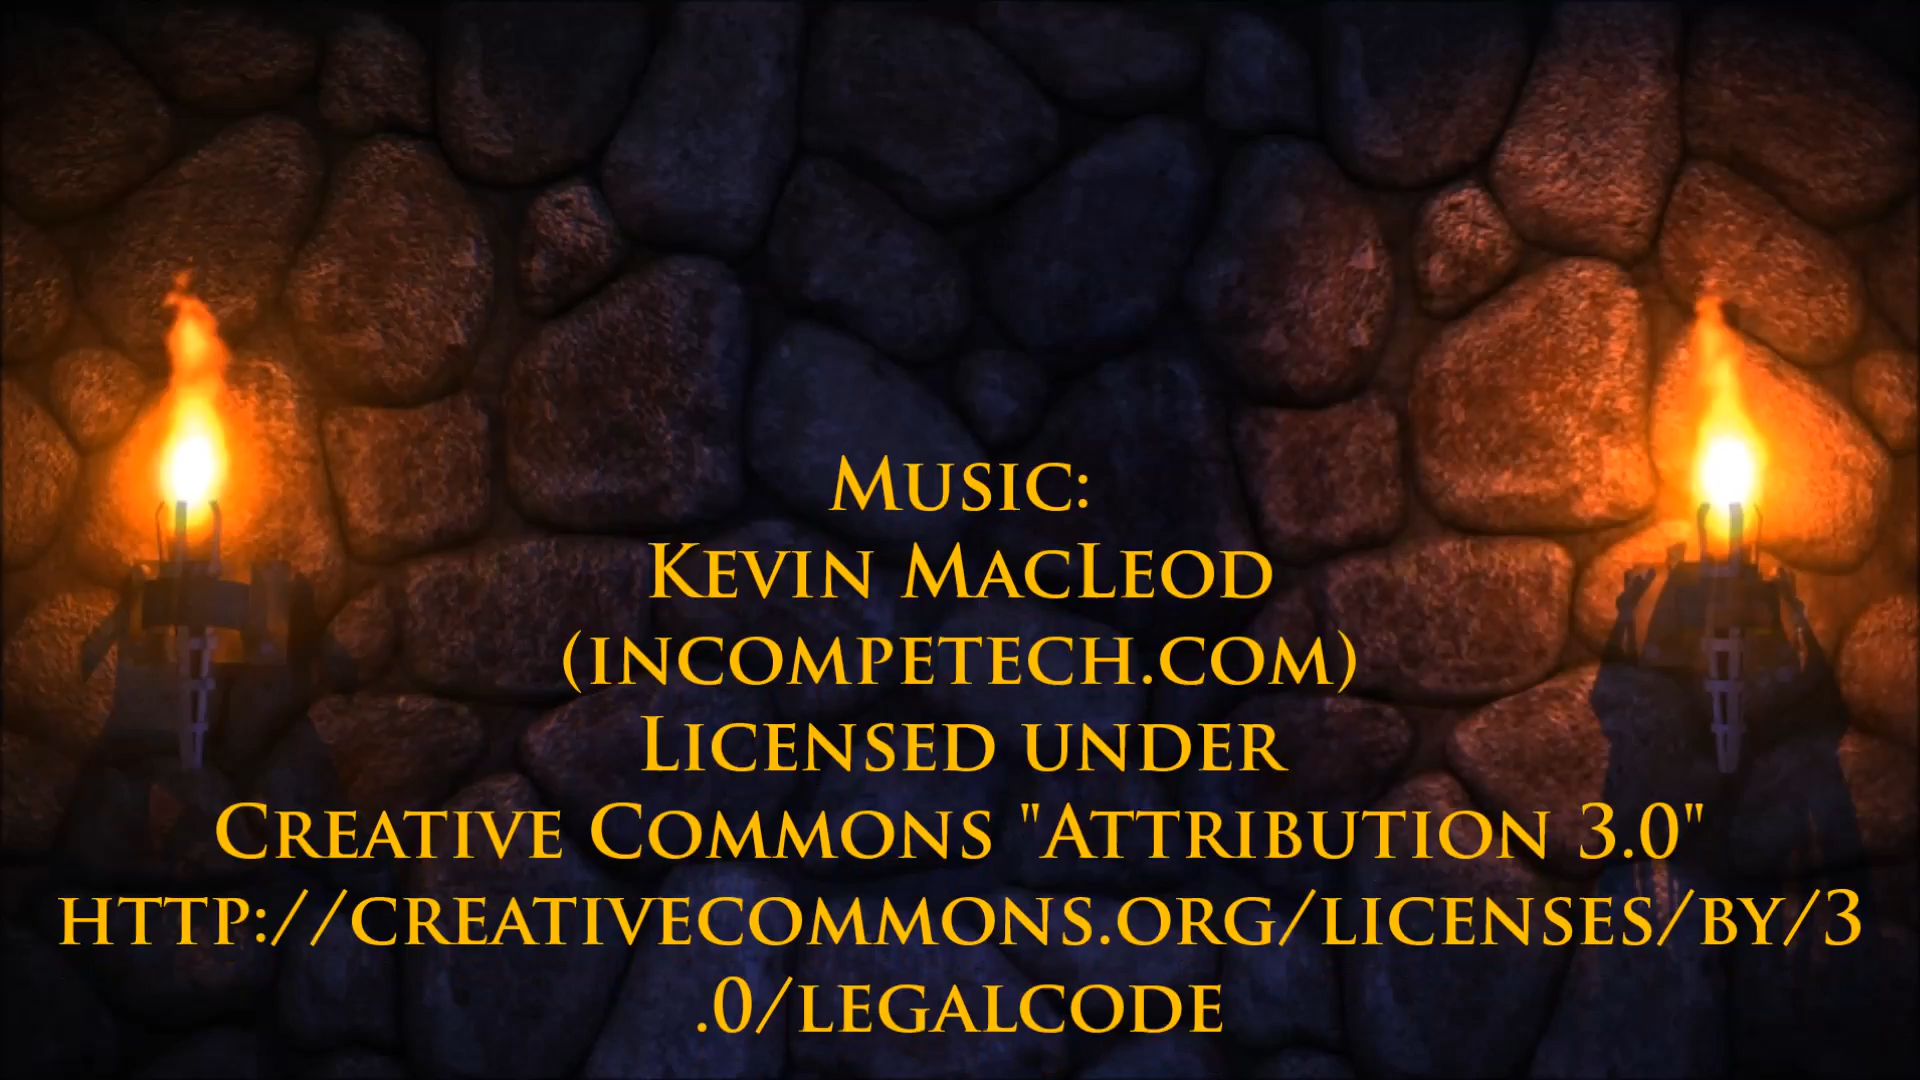 Music:
Kevin MacLeod
(incompetech.com)
Licensed under
Creative Commons "Attribution 3.0"
http://creativecommons.org/licenses/by/3
.0/legalcode